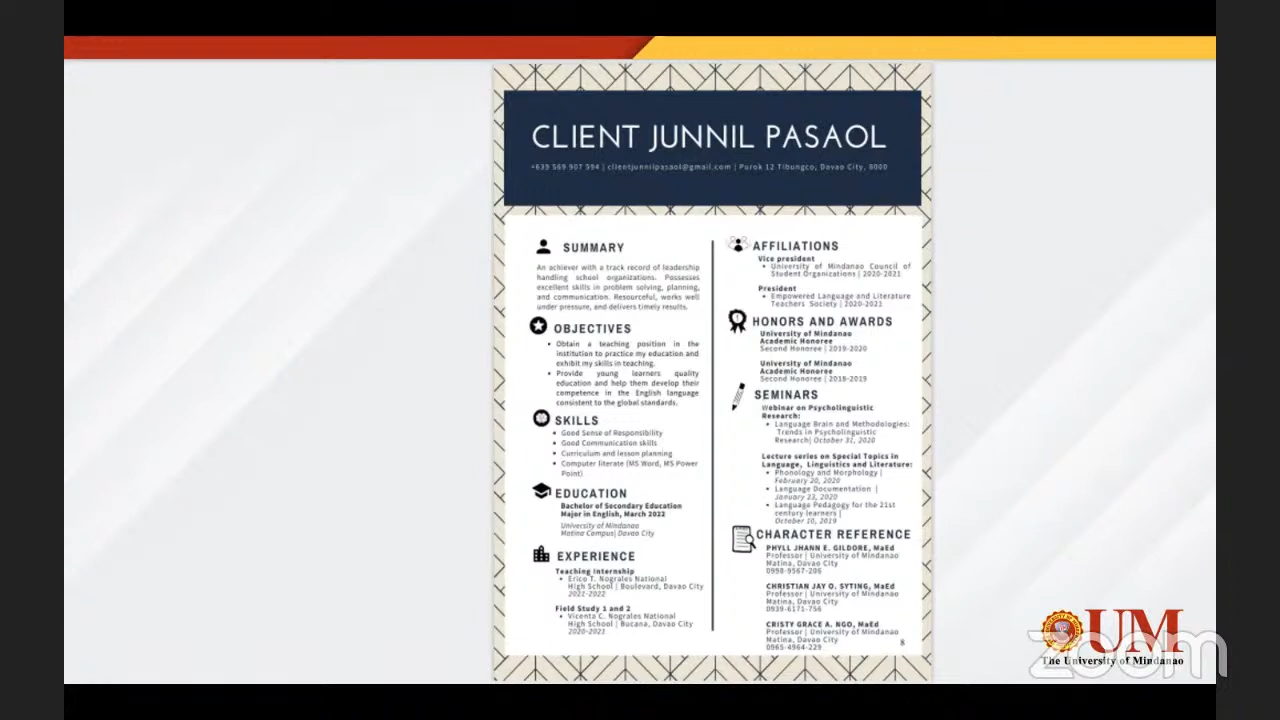 CLIENT JUNNIL PASAOL
+639 569 907 594 | clientjunnilpasaol@gmail.com | Purok 12 Tibungco, Davao City, 8000
SUMMARY
An achiever with a track record of leadership
handling school organizations. Possesses
excellent skills in problem solving, planning,
and communication. Resourceful, works well
under pressure, and delivers timely results.
OBJECTIVES
• Obtain a teaching position in the
institution to practice my education and
exhibit my skills in teaching.
• Provide young learners quality
education and help them develop their
competence in the English language
consistent to the global standards.
SKILLS
• Good Sense of Responsibility
• Good Communication skills
• Curriculum and lesson planning
• Computer literate (MS Word, MS Power
Point)
EDUCATION
Bachelor of Secondary Education
Major in English, March 2022
University of Mindanao
Matina Campus| Davao City
EXPERIENCE
Teaching Internship
• Erico T. Nograles National
High School | Boulevard, Davao City
2021-2022
Field Study 1 and 2
• Vicenta C. Nograles National
High School | Bucana, Davao City
2020-2021
AFFILIATIONS
Vice president
• University of Mindanao Council of
Student Organizations | 2020-2021
President
• Empowered Language and Literature
Teachers Society | 2020-2021
HONORS AND AWARDS
University of Mindanao
Academic Honoree
Second Honoree | 2019-2020
University of Mindanao
Academic Honoree
Second Honoree | 2018-2019
SEMINARS
Webinar on Psycholinguistic
Research:
• Language Brain and Methodologies:
Trends in Psycholinguistic
Research| October 31, 2020
Lecture series on Special Topics in
Language, Linguistics and Literature:
• Phonology and Morphology |
February 20, 2020
• Language Documentation |
January 23, 2020
• Language Pedagogy for the 21st
century learners |
October 10, 2019
CHARACTER REFERENCE
PHYLL JHANN E. GILDORE, MaEd
Professor | University of Mindanao
Matina, Davao City
0998-9567-206
CHRISTIAN JAY O. SYTING, MaEd
Professor | University of Mindanao
Matina, Davao City
0939-6171-756
CRISTY GRACE A. NGO, MaEd
Professor | University of Mindanao
Matina, Davao City
0965-4964-229
8
UM
The University of Mindanao
zoom